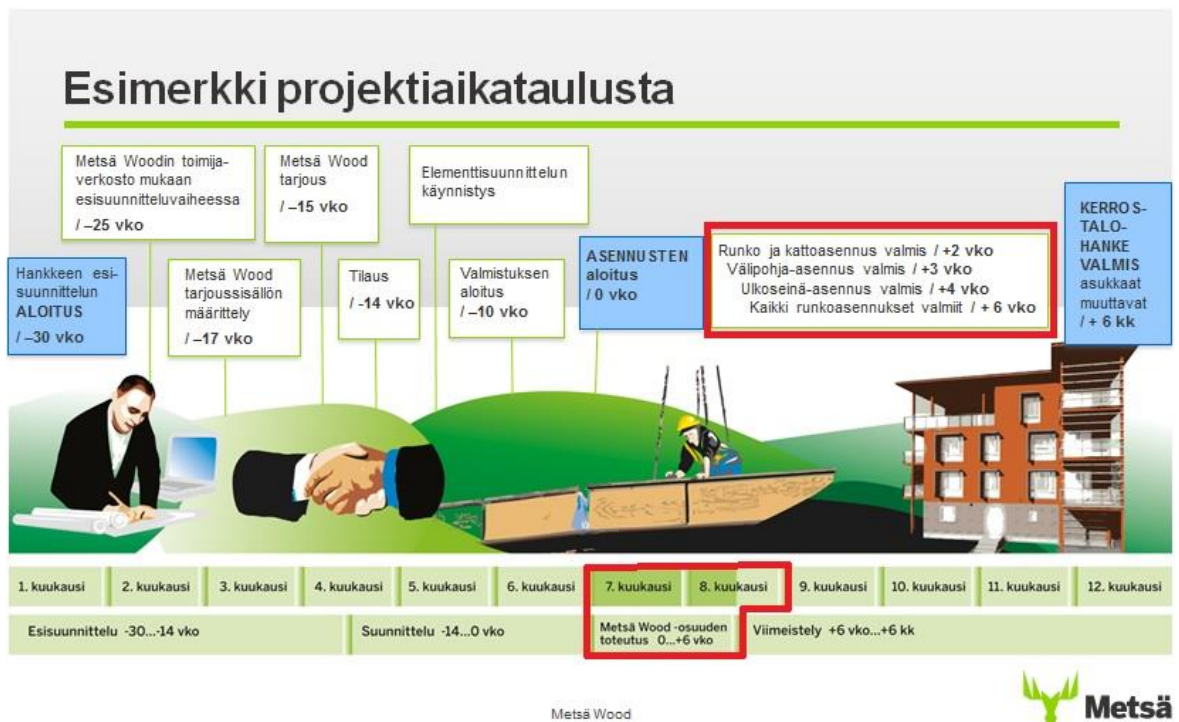 Esimerkki projektiaikataulusta
Metsä Woodin toimija-
verkosto mukaan
esisuunnitteluvaiheessa
/ –25 vko
Metsä Wood
tarjous
/ –15 vko
Elementtisuunnittelun
käynnistys
Hankkeen esi-
suunnittelun
ALOITUS
/ –30 vko
Metsä Wood
tarjoussisällön
määrittely
/ –17 vko
Tilaus
/ -14 vko
Valmistuksen
aloitus
/ –10 vko
ASENNUSTEN
aloitus
/ 0 vko
Runko ja kattoasennus valmis / +2 vko
Välipohja-asennus valmis / +3 vko
Ulkoseinä-asennus valmis / +4 vko
Kaikki runkoasennukset valmiit / + 6 vko
KERROS-
TALO-
HANKE
VALMIS
asukkaat
muuttavat
/ + 6 kk
1. kuukausi 2. kuukausi 3. kuukausi 4. kuukausi 5. kuukausi 6. kuukausi 7. kuukausi 8. kuukausi 9. kuukausi 10. kuukausi 11. kuukausi 12. kuukausi
Esisuunnittelu -30...-14 vko
Suunnittelu -14...0 vko
Metsä Wood -osuuden
toteutus 0...+6 vko
Viimeistely +6 vko...+6 kk
Metsä Wood
Metsä